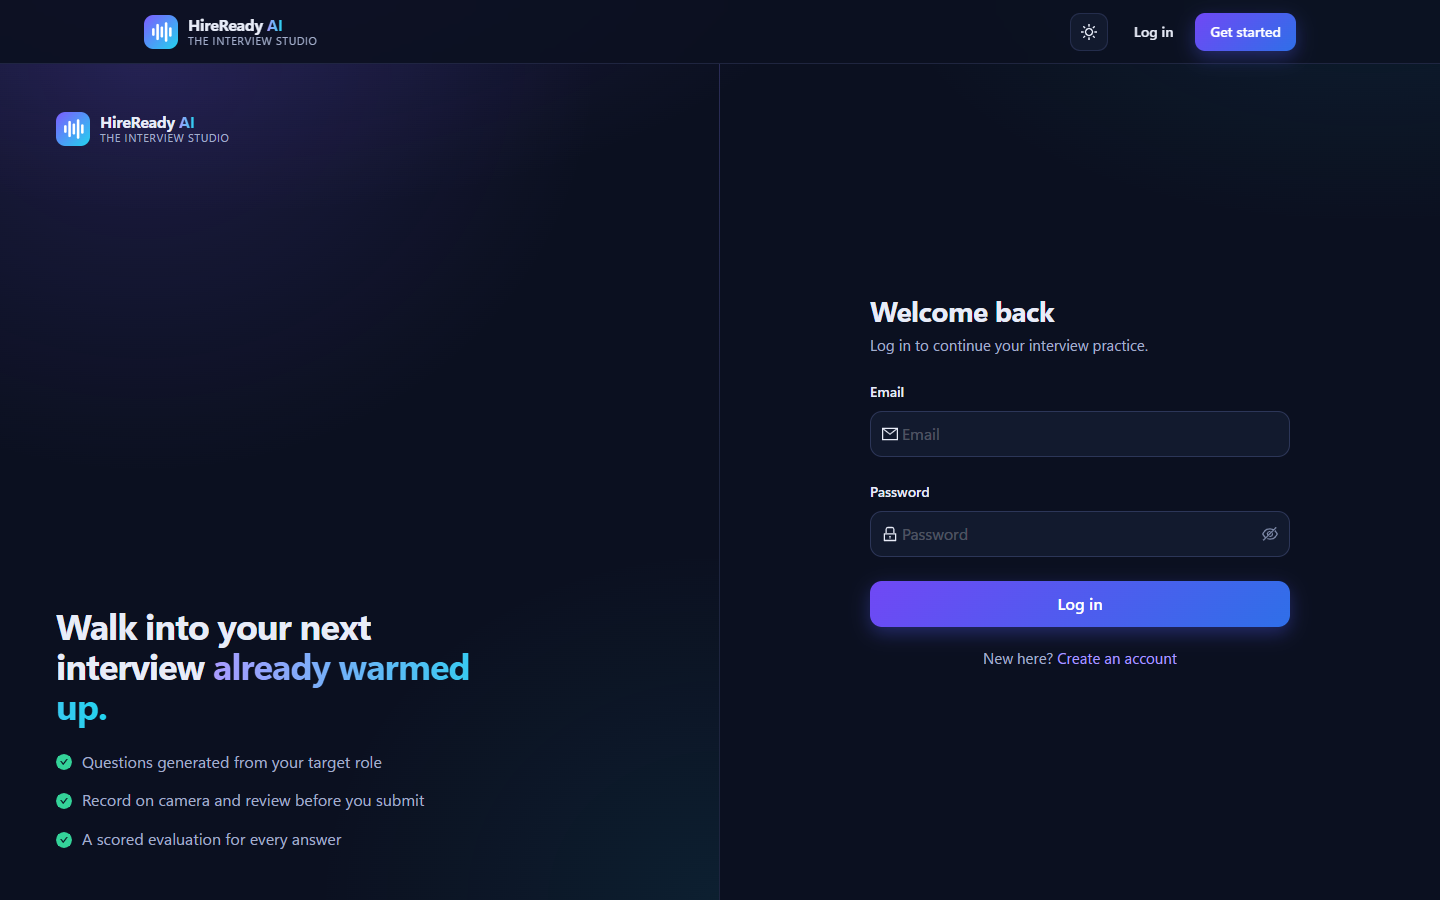 HireReady AI
THE INTERVIEW STUDIO
Log in
Get started
HireReady AI
THE INTERVIEW STUDIO
Walk into your next
interview already warmed
up.
Questions generated from your target role
Record on camera and review before you submit
A scored evaluation for every answer
Welcome back
Log in to continue your interview practice.
Email
Email
Password
Password
Log in
New here? Create an account